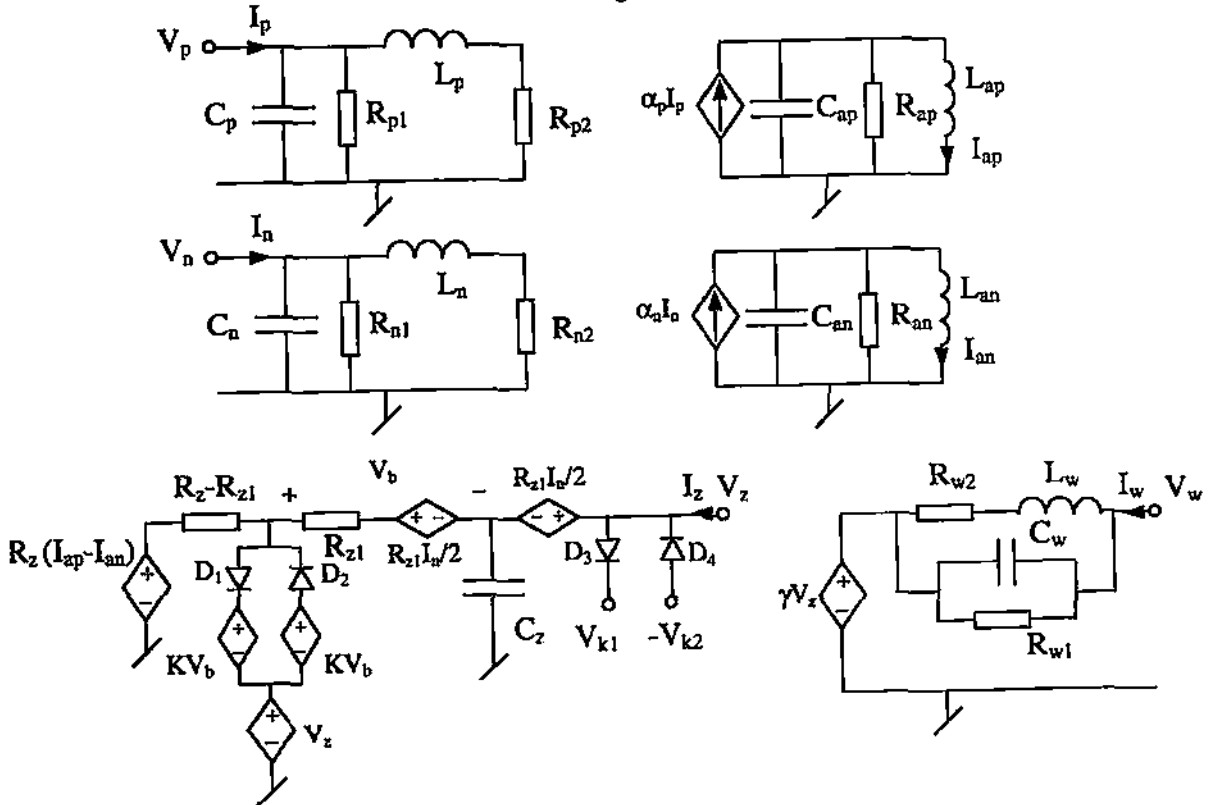 Vp Ip Lp Cp Rp1 Rp2
αpIp Cap Rap Lap Iap
Vn In Ln Cn Rn1 Rn2
αnIn Can Ran Lan Ian
Rz-Rz1 + Vb - Rz1In/2 Iz Vz
Rz (Iap-Ian) + - D1 D2 Rz1 + - Rz1In/2 - + D3 D4
KVb + - + - KVb Cz Vk1 -Vk2
+ - Vz
Rw2 Lw Iw Vw
γVz + - Cw Rw1